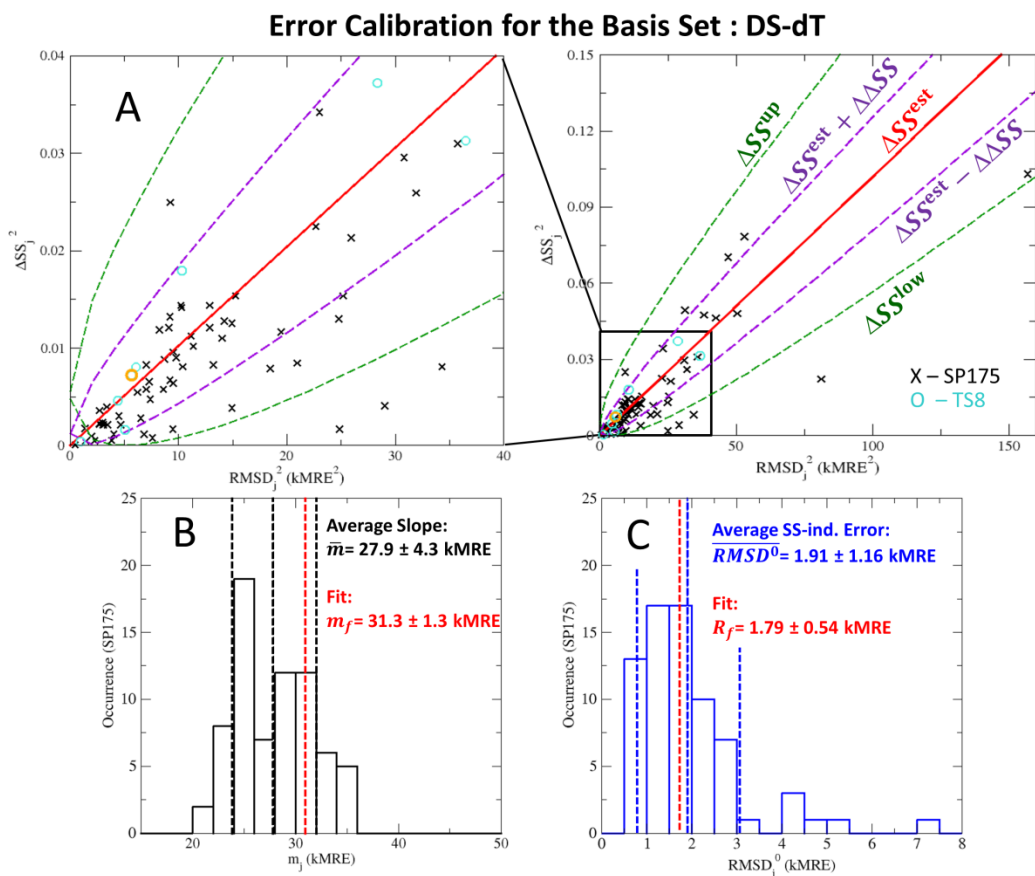 Error Calibration for the Basis Set : DS-dT
A
0.04
0.03
0.02
0.01
0
ΔSS_j^2
0
10
20
30
40
RMSD_j^2 (kMRE^2)
0.15
0.12
0.09
0.06
0.03
0
ΔSS_j^2
ΔSS^up
ΔSS^est + ΔΔSS
ΔSS^est
ΔSS^est − ΔΔSS
ΔSS^low
X – SP175
O – TS8
0
50
100
150
RMSD_j^2 (kMRE^2)
B
25
20
15
10
5
0
Occurrence (SP175)
Average Slope:
m̅= 27.9 ± 4.3 kMRE
Fit:
m_f= 31.3 ± 1.3 kMRE
20
30
40
50
m_j (kMRE)
C
25
20
15
10
5
0
Occurrence (SP175)
Average SS-ind. Error:
\overline{RMSD^0}= 1.91 ± 1.16 kMRE
Fit:
R_f= 1.79 ± 0.54 kMRE
0
1
2
3
4
5
6
7
8
RMSD_j^0 (kMRE)